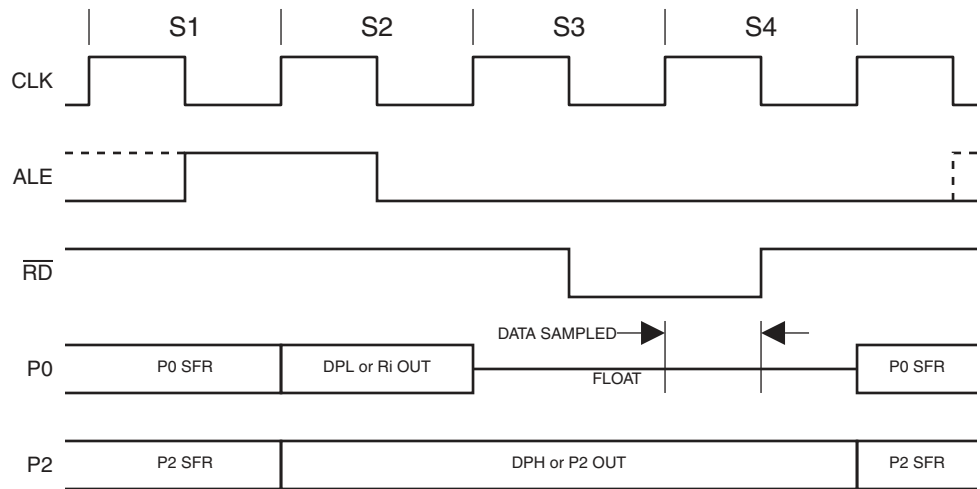 S1 S2 S3 S4
CLK
ALE
RD
DATA SAMPLED
P0 P0 SFR DPL or Ri OUT FLOAT P0 SFR
P2 P2 SFR DPH or P2 OUT P2 SFR